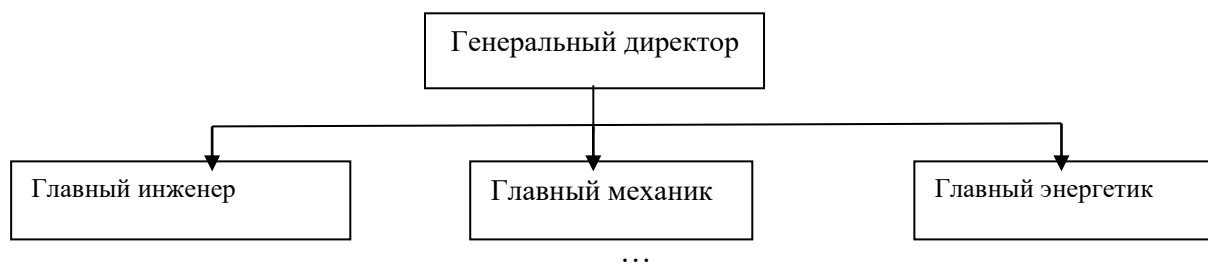 Генеральный директор
Главный инженер
Главный механик
Главный энергетик
…